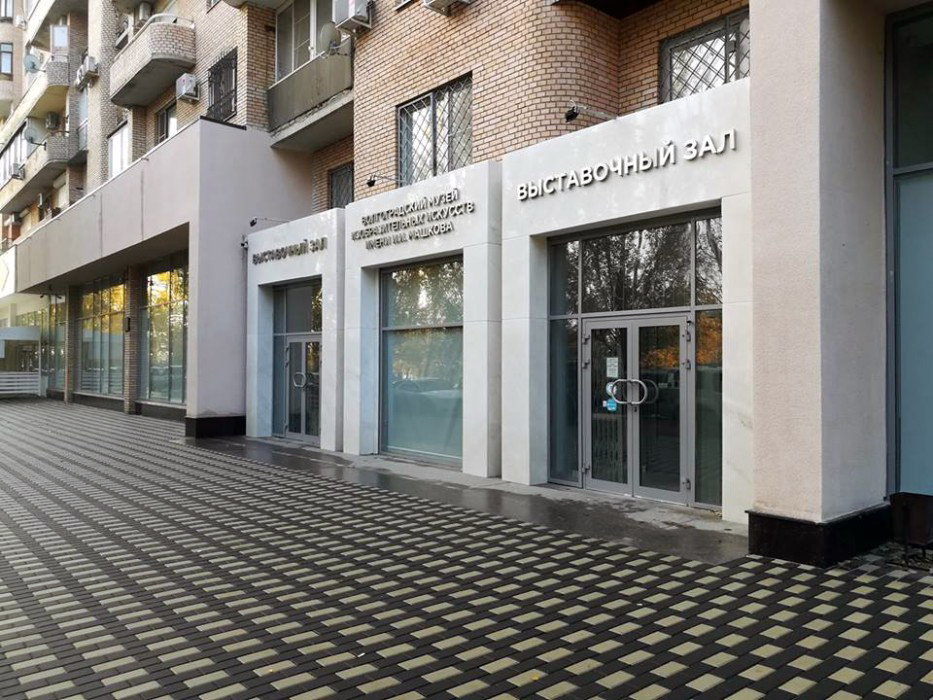 ВЫСТАВОЧНЫЙ ЗАЛ
ВОЛГОГРАДСКИЙ МУЗЕЙ
ИЗОБРАЗИТЕЛЬНЫХ ИСКУССТВ
ИМЕНИ И.И. МАШКОВА
ВЫСТАВОЧНЫЙ ЗАЛ